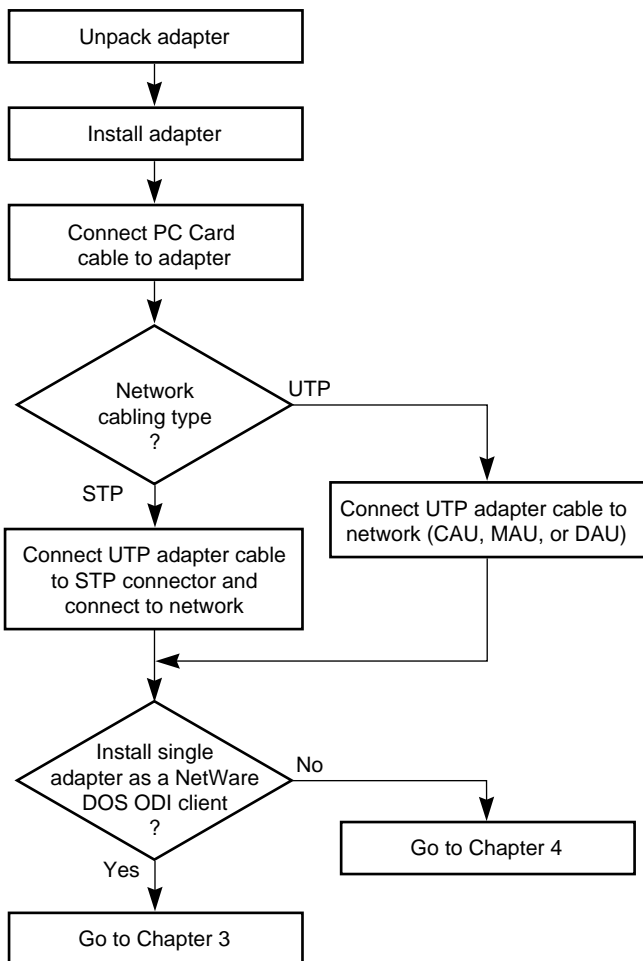 Unpack adapter
Install adapter
Connect PC Card
cable to adapter
Network
cabling type
?
UTP
STP
Connect UTP adapter cable to
network (CAU, MAU, or DAU)
Connect UTP adapter cable
to STP connector and
connect to network
Install single
adapter as a NetWare
DOS ODI client
?
No
Yes
Go to Chapter 4
Go to Chapter 3